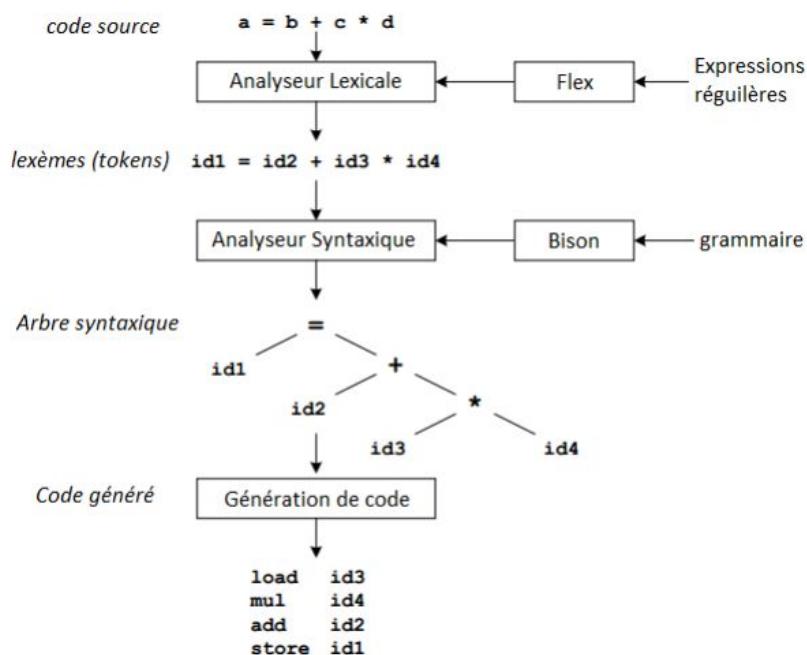 code source
a = b + c * d
Analyseur Lexicale
Flex
Expressions
réguilères
lexèmes (tokens)
id1 = id2 + id3 * id4
Analyseur Syntaxique
Bison
grammaire
Arbre syntaxique
=
id1
+
id2
*
id3
id4
Code généré
Génération de code
load id3
mul id4
add id2
store id1